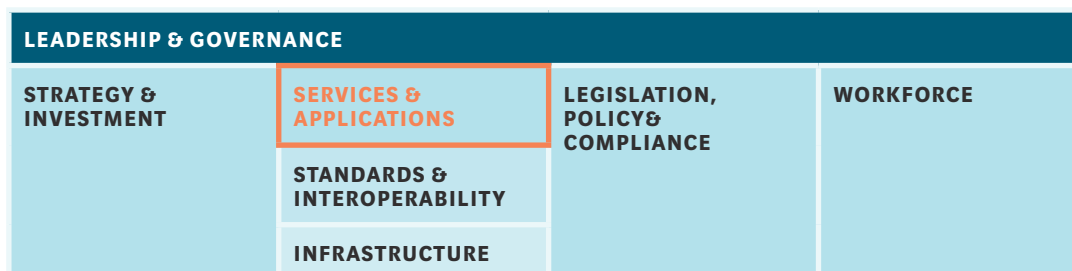 LEADERSHIP & GOVERNANCE
STRATEGY &
INVESTMENT
SERVICES &
APPLICATIONS
STANDARDS &
INTEROPERABILITY
INFRASTRUCTURE
LEGISLATION,
POLICY&
COMPLIANCE
WORKFORCE